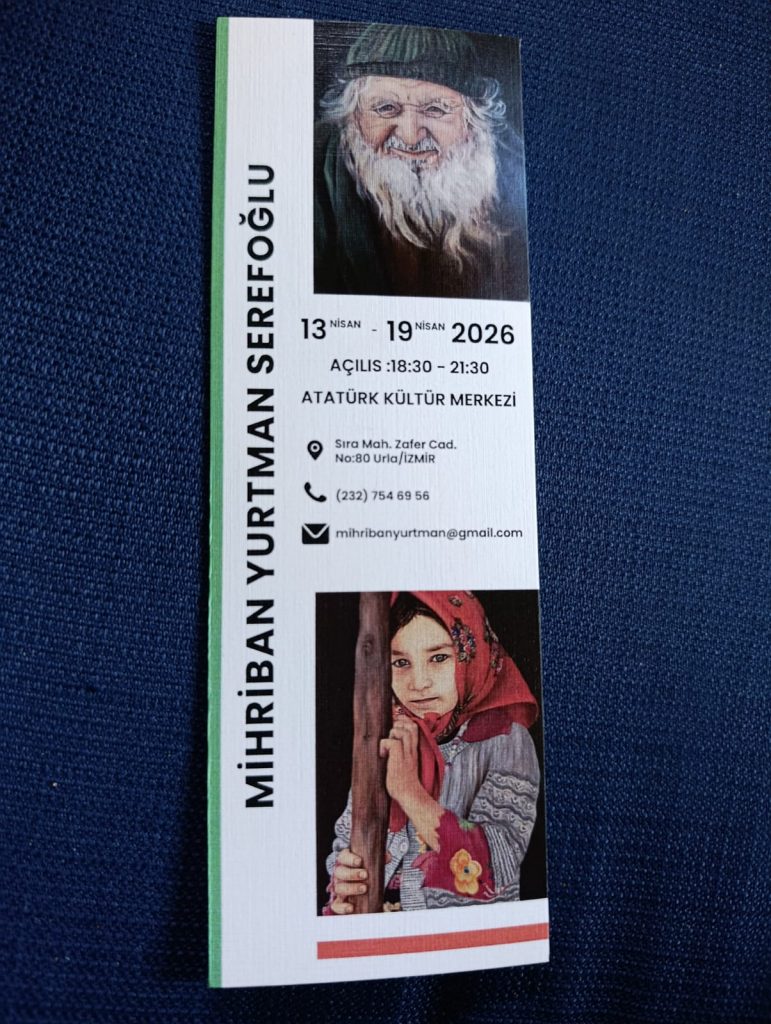 MİHRİBAN YURTMAN SEREFOĞLU
13 NİSAN - 19 NİSAN 2026
AÇILIS :18:30 - 21:30
ATATÜRK KÜLTÜR MERKEZİ
Sıra Mah. Zafer Cad.
No:80 Urla/İZMİR
(232) 754 69 56
mihribanyurtman@gmail.com